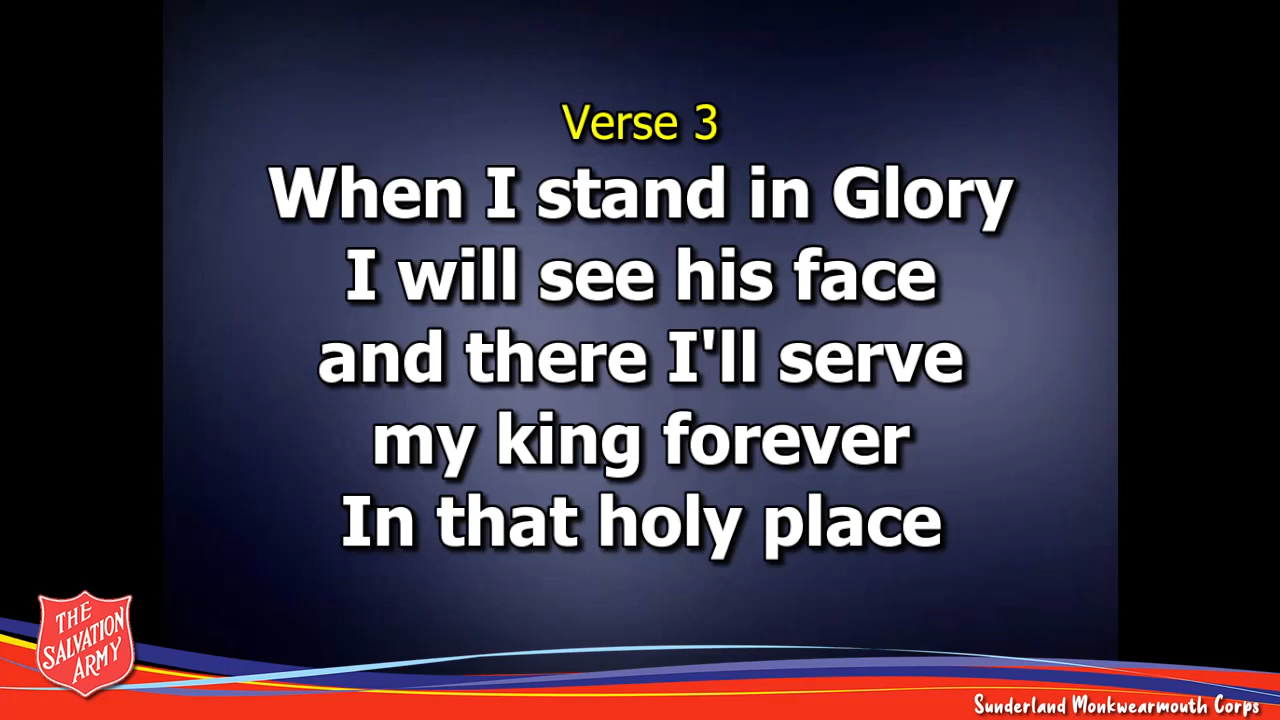 Verse 3
When I stand in Glory
I will see his face
and there I'll serve
my king forever
In that holy place
THE
SALVATION
ARMY
Sunderland Monkwearmouth Corps